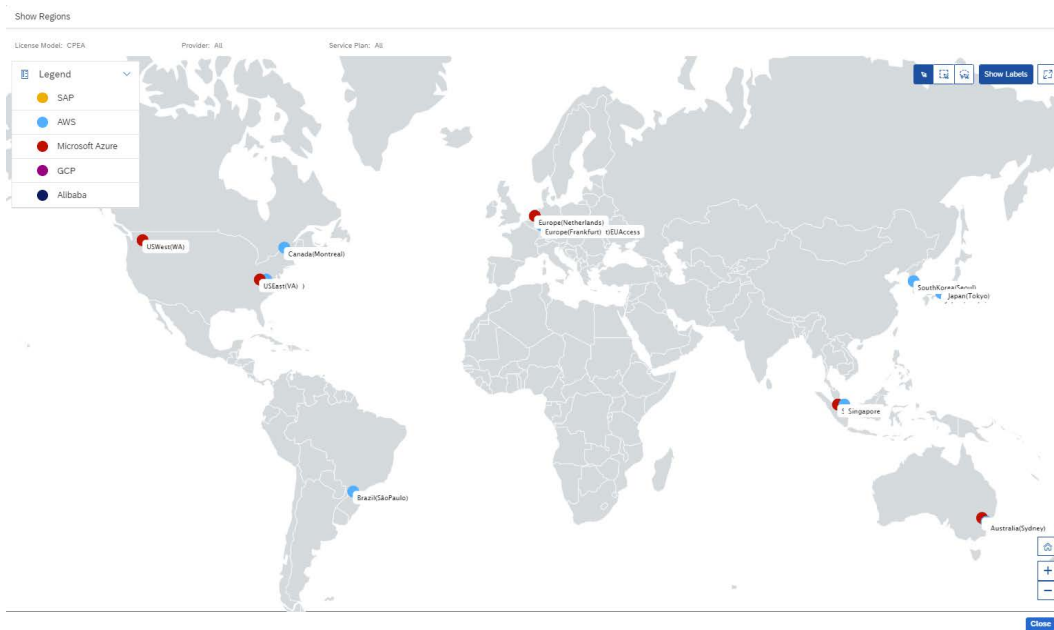 Show Regions
License Model: CPEA
Provider: All
Service Plan: All
Legend
SAP
AWS
Microsoft Azure
GCP
Alibaba
Show Labels
Europe(Netherlands)
Europe(Frankfurt) t)EUAccess
USWest(WA)
Canada(Montreal)
USEast(VA) )
SouthKorea(Seoul)
Japan(Tokyo)
Singapore
Brazil(SãoPaulo)
Australia(Sydney)
Close